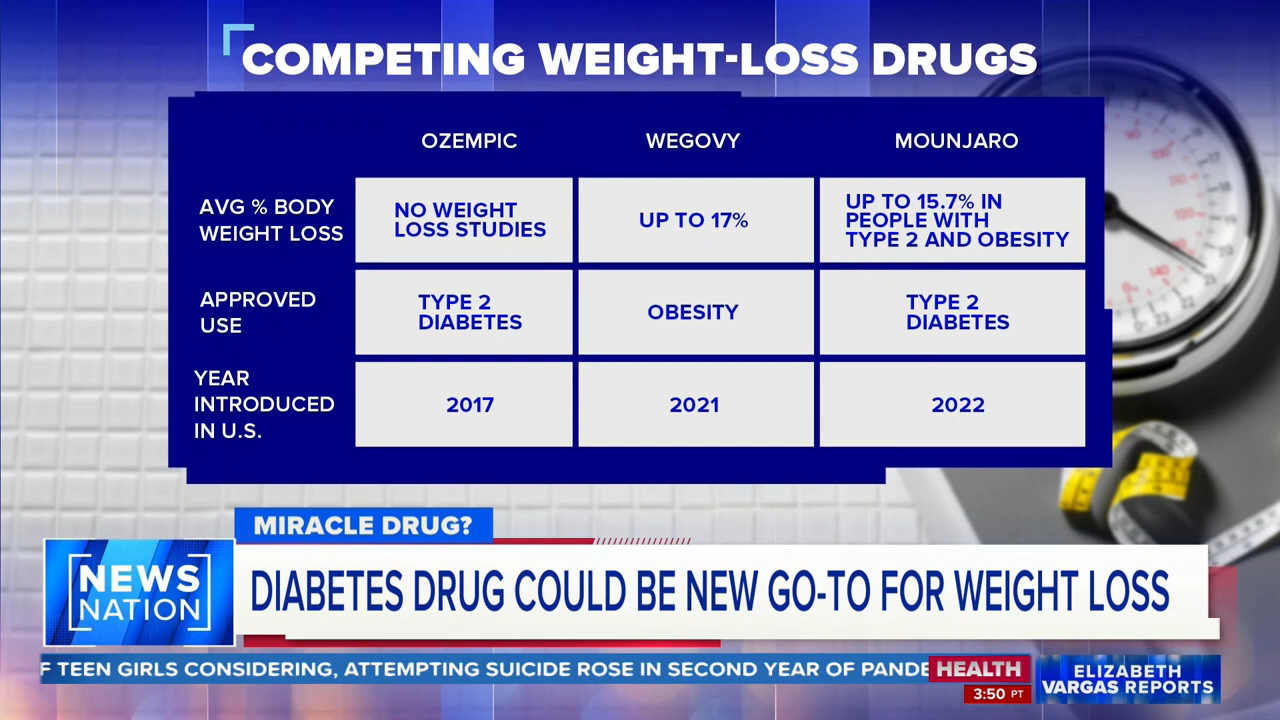 COMPETING WEIGHT-LOSS DRUGS
OZEMPIC
WEGOVY
MOUNJARO
AVG % BODY
WEIGHT LOSS
NO WEIGHT
LOSS STUDIES
UP TO 17%
UP TO 15.7% IN
PEOPLE WITH
TYPE 2 AND OBESITY
APPROVED
USE
TYPE 2
DIABETES
OBESITY
TYPE 2
DIABETES
YEAR
INTRODUCED
IN U.S.
2017
2021
2022
MIRACLE DRUG?
NEWS
NATION
DIABETES DRUG COULD BE NEW GO-TO FOR WEIGHT LOSS
F TEEN GIRLS CONSIDERING, ATTEMPTING SUICIDE ROSE IN SECOND YEAR OF PANDE
HEALTH
3:50 PT
ELIZABETH
VARGAS REPORTS